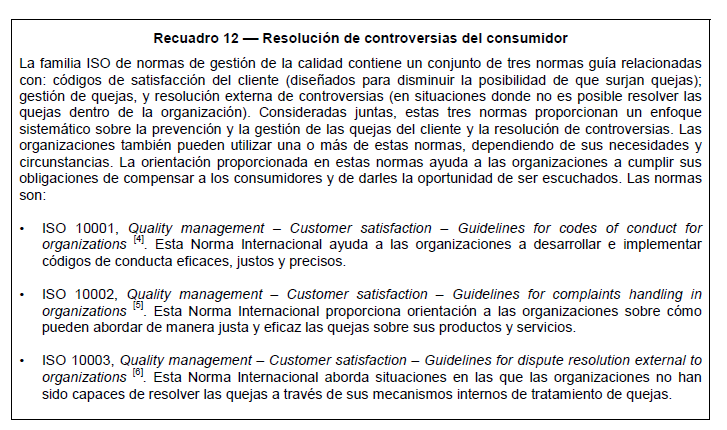 Recuadro 12 — Resolución de controversias del consumidor
La familia ISO de normas de gestión de la calidad contiene un conjunto de tres normas guía relacionadas
con: códigos de satisfacción del cliente (diseñados para disminuir la posibilidad de que surjan quejas);
gestión de quejas, y resolución externa de controversias (en situaciones donde no es posible resolver las
quejas dentro de la organización). Consideradas juntas, estas tres normas proporcionan un enfoque
sistemático sobre la prevención y la gestión de las quejas del cliente y la resolución de controversias. Las
organizaciones también pueden utilizar una o más de estas normas, dependiendo de sus necesidades y
circunstancias. La orientación proporcionada en estas normas ayuda a las organizaciones a cumplir sus
obligaciones de compensar a los consumidores y de darles la oportunidad de ser escuchados. Las normas
son:
• ISO 10001, Quality management – Customer satisfaction – Guidelines for codes of conduct for
organizations [4]. Esta Norma Internacional ayuda a las organizaciones a desarrollar e implementar
códigos de conducta eficaces, justos y precisos.
• ISO 10002, Quality management – Customer satisfaction – Guidelines for complaints handling in
organizations [5]. Esta Norma Internacional proporciona orientación a las organizaciones sobre cómo
pueden abordar de manera justa y eficaz las quejas sobre sus productos y servicios.
• ISO 10003, Quality management – Customer satisfaction – Guidelines for dispute resolution external to
organizations [6]. Esta Norma Internacional aborda situaciones en las que las organizaciones no han
sido capaces de resolver las quejas a través de sus mecanismos internos de tratamiento de quejas.